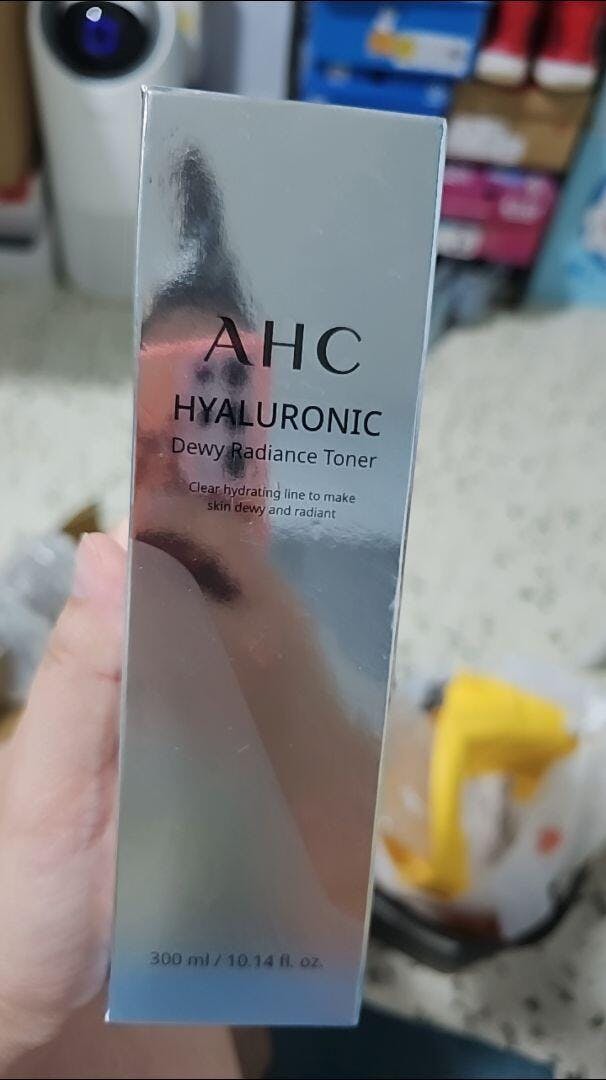 AHC
HYALURONIC
Dewy Radiance Toner
Clear hydrating line to make
skin dewy and radiant
300 ml / 10.14 fl. oz.